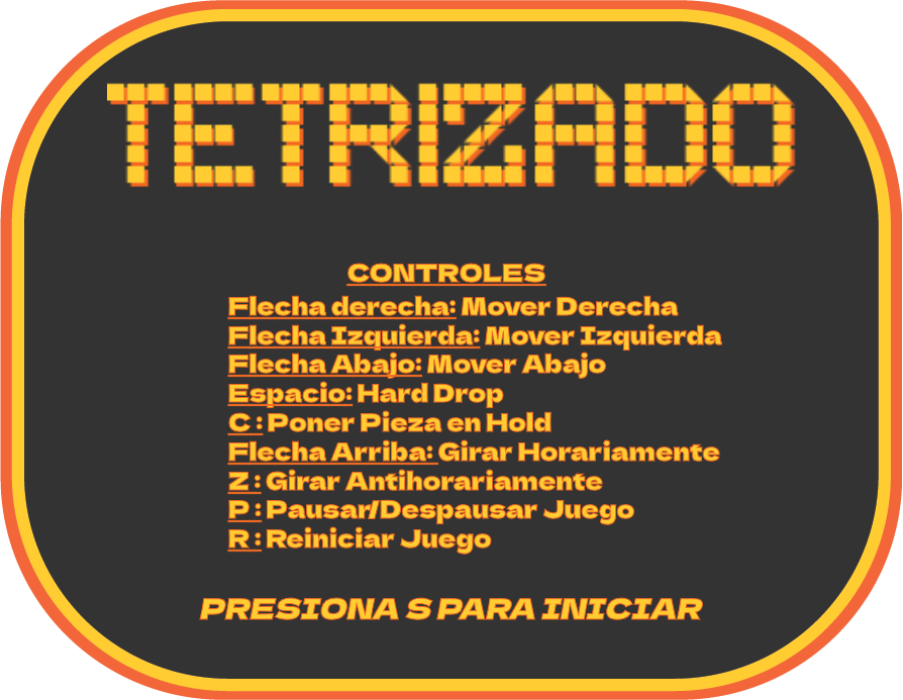 TETRIZADO
CONTROLES
Flecha derecha: Mover Derecha
Flecha Izquierda: Mover Izquierda
Flecha Abajo: Mover Abajo
Espacio: Hard Drop
C : Poner Pieza en Hold
Flecha Arriba: Girar Horariamente
Z : Girar Antihorariamente
P : Pausar/Despausar Juego
R : Reiniciar Juego
PRESIONA S PARA INICIAR